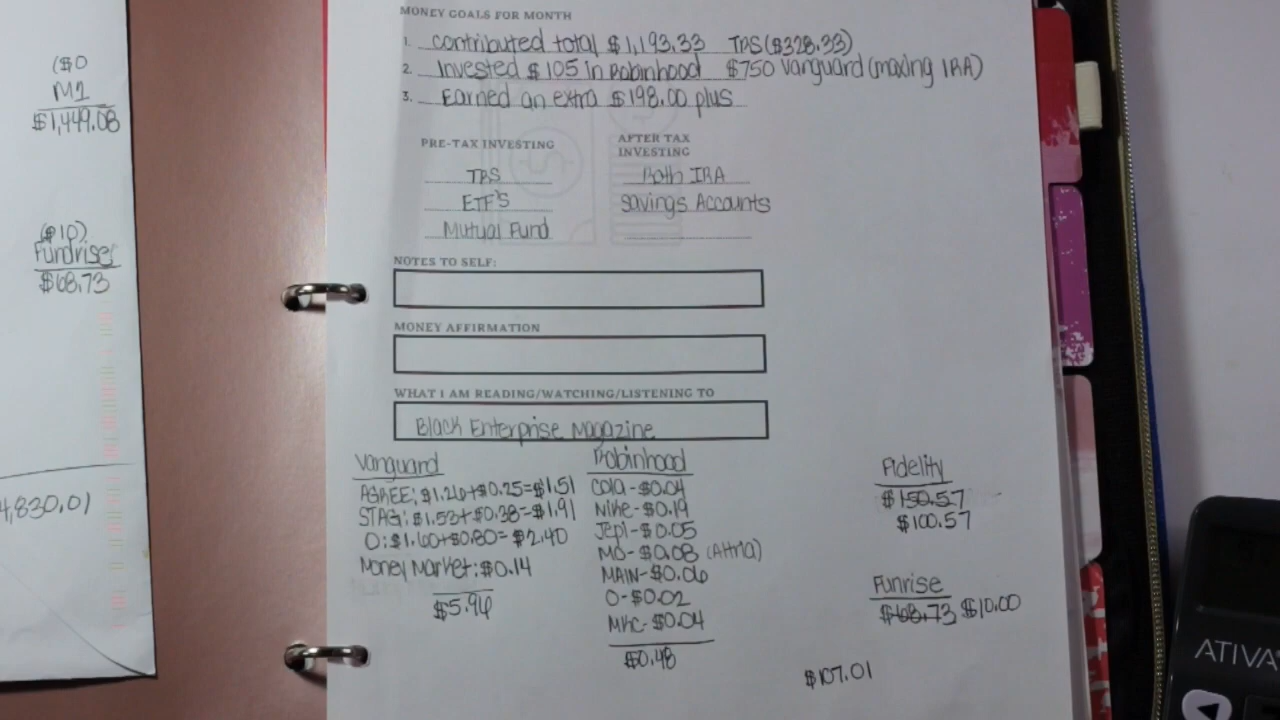 ($0
M1
$1,449.08
($10)
Fundrise
$68.73
4,830.01
MONEY GOALS FOR MONTH
1. contributed total $1,193.33 TPS($328.33)
2. Invested $105 in Robinhood $750 Vanguard(maxing IRA)
3. Earned an extra $198.00 plus
PRE-TAX INVESTING
TPS
ETF'S
Mutual Fund
AFTER TAX
INVESTING
Roth IRA
Savings Accounts
NOTES TO SELF:
MONEY AFFIRMATION
WHAT I AM READING/WATCHING/LISTENING TO
Black Enterprise Magazine
Vanguard
AGREE: $1.26+$0.25=$1.51
STAG: $1.53+$0.38=$1.91
O: $1.60+$0.80=$2.40
Money Market: $0.14
$5.96
Robinhood
Cola-$0.04
Nike-$0.19
Jepi-$0.05
MO-$0.08 (Altria)
MAIN-$0.06
O-$0.02
MKC-$0.04
$0.48
Fidelity
$150.57
$100.57
Funrise
$68.73 $10.00
$107.01
ATIVA